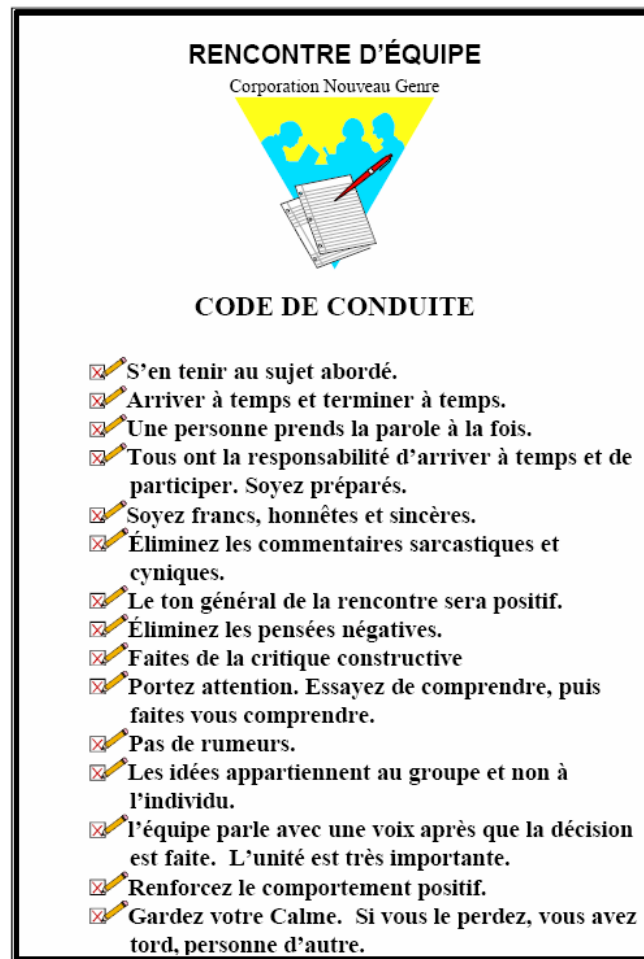 RENCONTRE D'ÉQUIPE
Corporation Nouveau Genre
CODE DE CONDUITE
S'en tenir au sujet abordé.
Arriver à temps et terminer à temps.
Une personne prends la parole à la fois.
Tous ont la responsabilité d'arriver à temps et de
participer. Soyez préparés.
Soyez francs, honnêtes et sincères.
Éliminez les commentaires sarcastiques et
cyniques.
Le ton général de la rencontre sera positif.
Éliminez les pensées négatives.
Faites de la critique constructive
Portez attention. Essayez de comprendre, puis
faites vous comprendre.
Pas de rumeurs.
Les idées appartiennent au groupe et non à
l'individu.
l'équipe parle avec une voix après que la décision
est faite. L'unité est très importante.
Renforcez le comportement positif.
Gardez votre Calme. Si vous le perdez, vous avez
tord, personne d'autre.